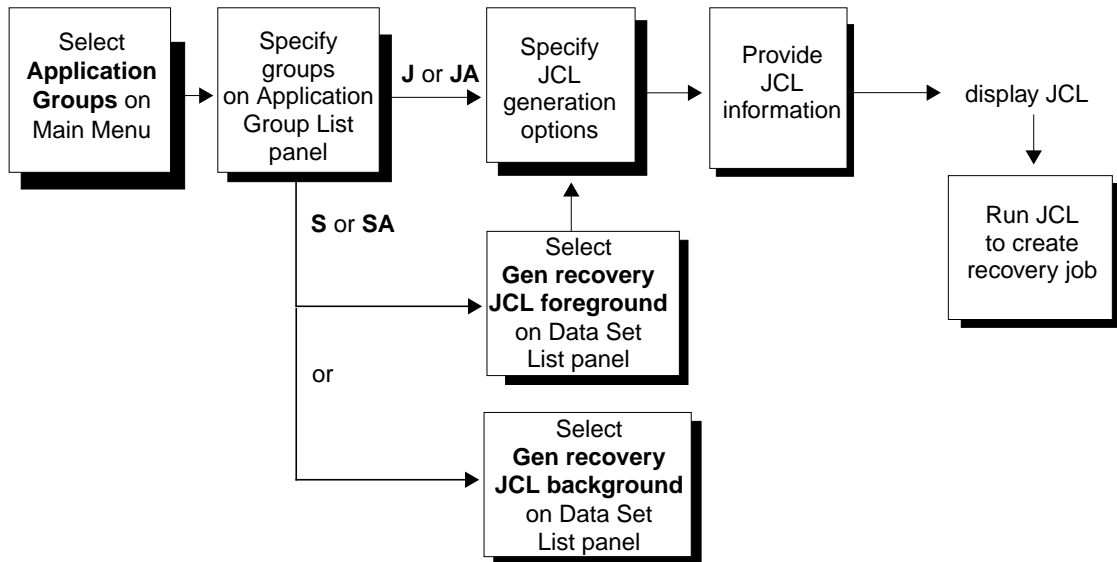 Select
Application
Groups on
Main Menu
Specify
groups
on Application
Group List
panel
J or JA
Specify
JCL
generation
options
Provide
JCL
information
display JCL
Run JCL
to create
recovery job
S or SA
Select
Gen recovery
JCL foreground
on Data Set
List panel
or
Select
Gen recovery
JCL background
on Data Set
List panel